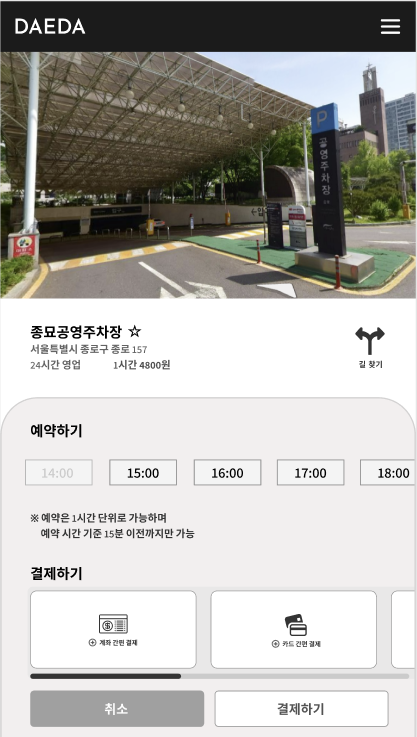 DAEDA
P
공영주차장
종묘공영주차장 ☆
서울특별시 종로구 종로 157
24시간 영업 1시간 4800원
길 찾기
예약하기
14:00 15:00 16:00 17:00 18:00
※ 예약은 1시간 단위로 가능하며
예약 시간 기준 15분 이전까지만 가능
결제하기
계좌 간편 결제 카드 간편 결제
취소 결제하기